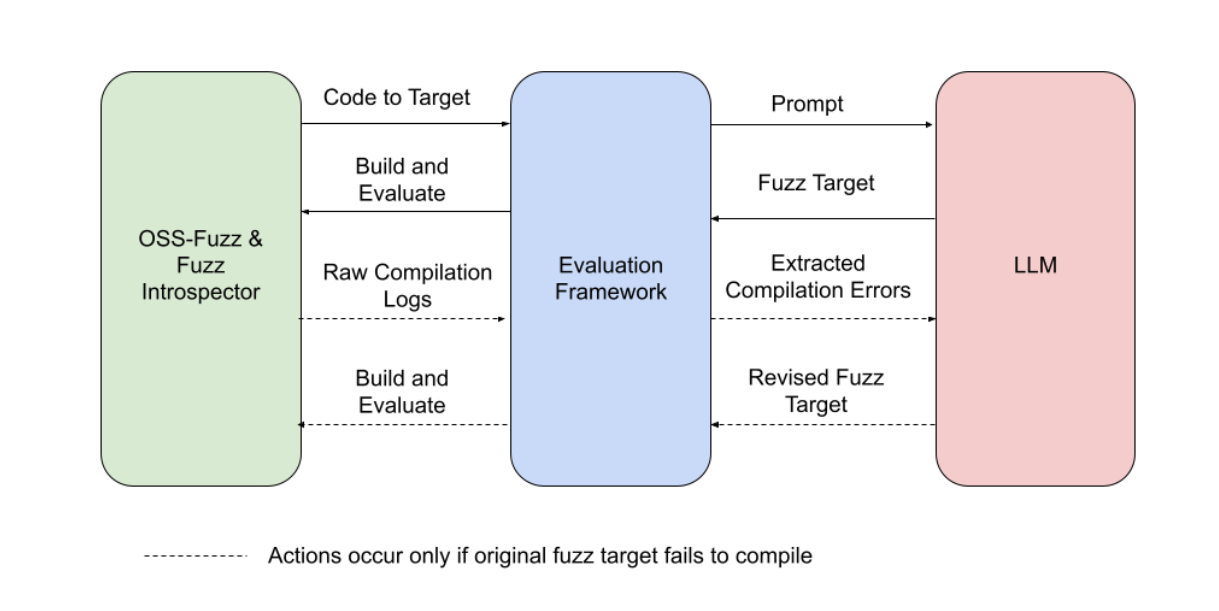 Code to Target
Prompt
Build and
Evaluate
Fuzz Target
OSS-Fuzz &
Fuzz
Introspector
Raw Compilation
Logs
Evaluation
Framework
Extracted
Compilation Errors
LLM
Build and
Evaluate
Revised Fuzz
Target
Actions occur only if original fuzz target fails to compile